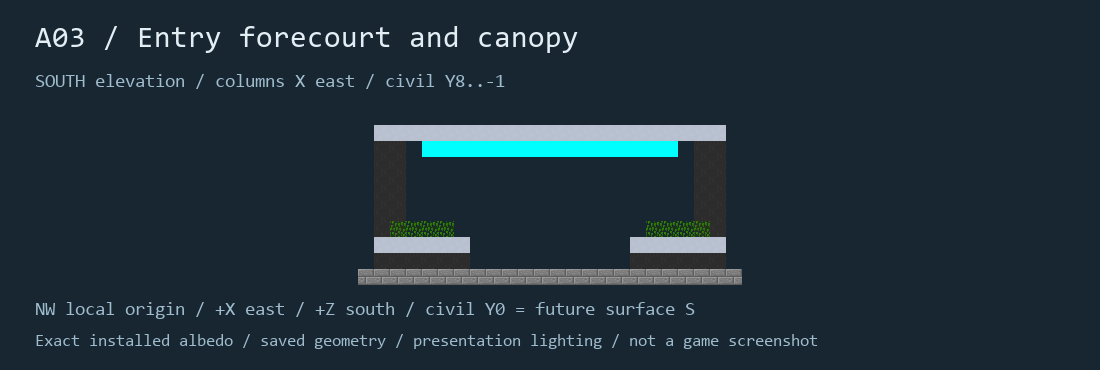 A03 / Entry forecourt and canopy
SOUTH elevation / columns X east / civil Y8..-1
NW local origin / +X east / +Z south / civil Y0 = future surface S
Exact installed albedo / saved geometry / presentation lighting / not a game screenshot